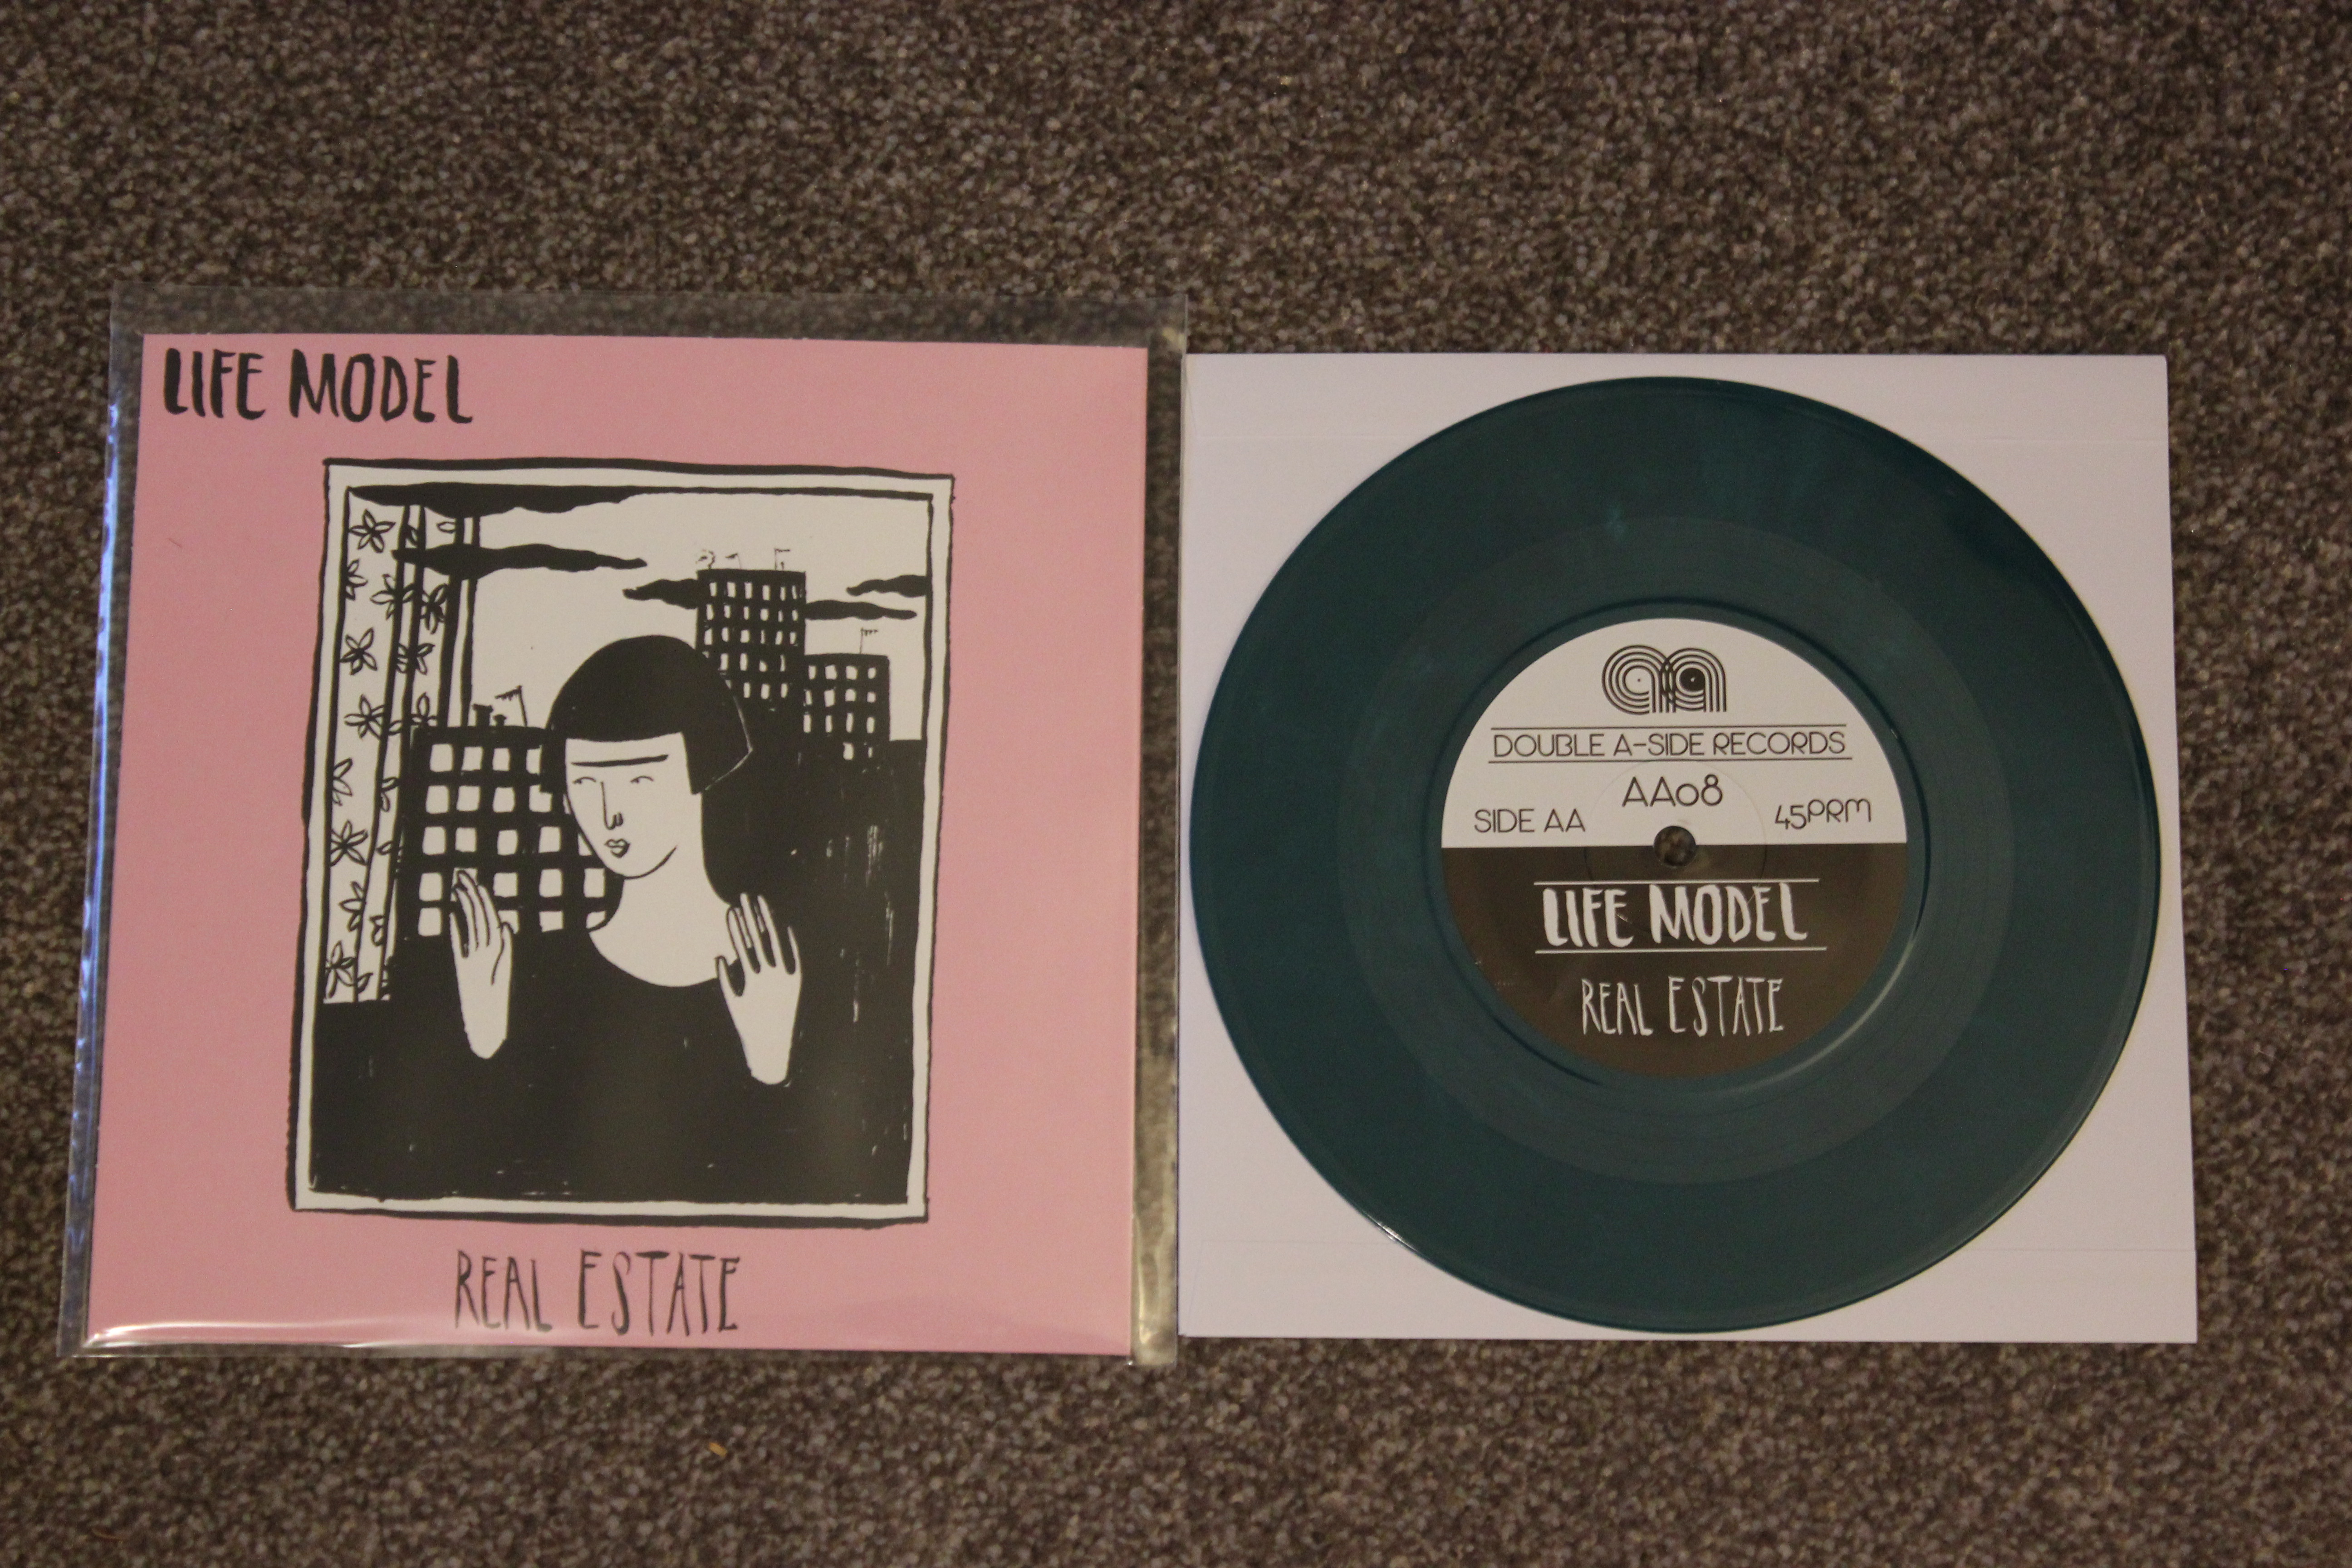 LIFE MODEL
REAL ESTATE
DOUBLE A-SIDE RECORDS
AA08
SIDE AA
45PRM
LIFE MODEL
REAL ESTATE